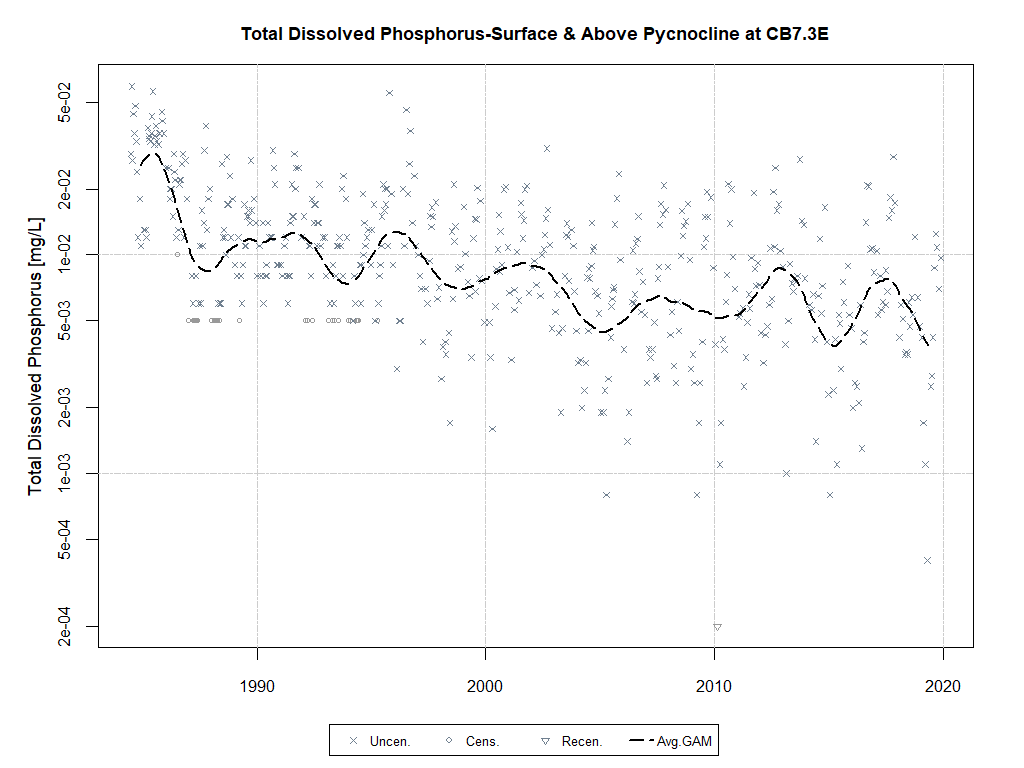 Total Dissolved Phosphorus-Surface & Above Pycnocline at CB7.3E
Total Dissolved Phosphorus [mg/L]
5e-02
2e-02
1e-02
5e-03
2e-03
1e-03
5e-04
2e-04
1990 2000 2010 2020
Uncen. Cens. Recen. Avg.GAM